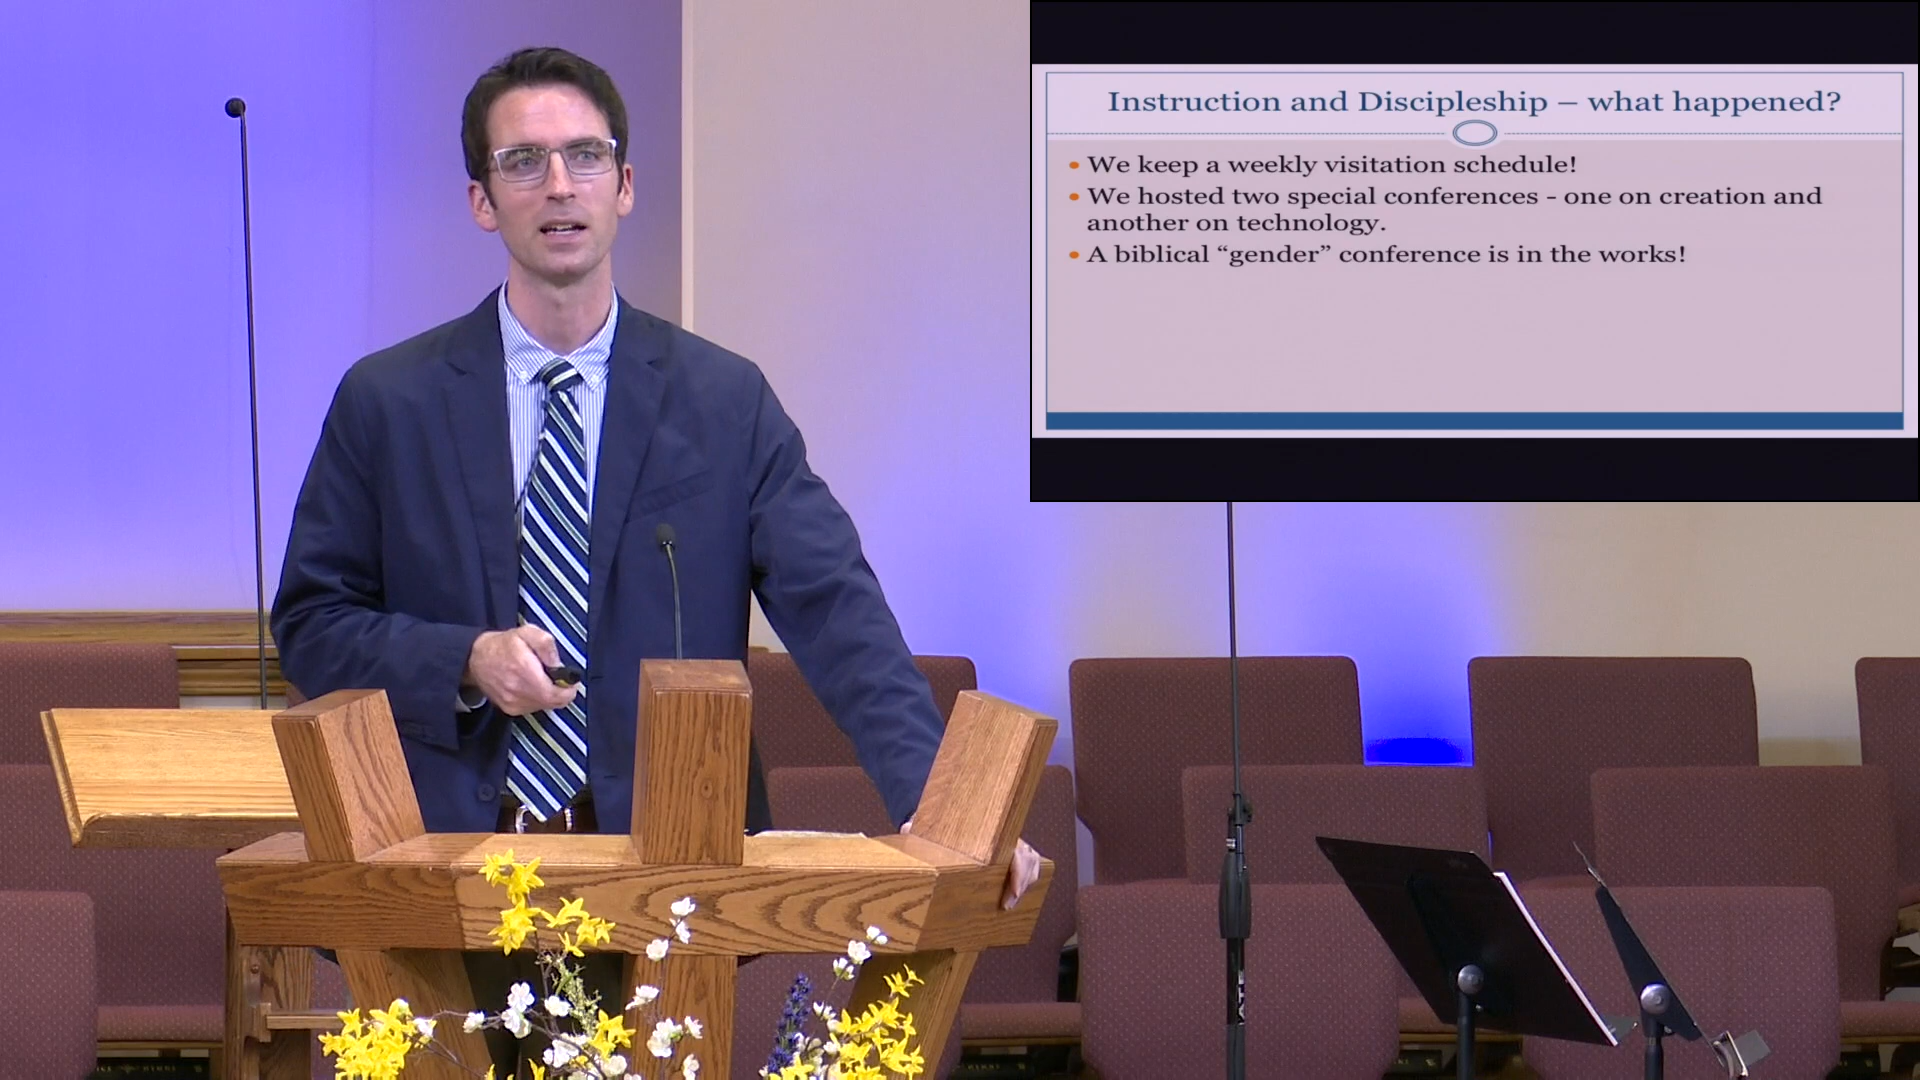 Instruction and Discipleship – what happened?
• We keep a weekly visitation schedule!
• We hosted two special conferences - one on creation and
another on technology.
• A biblical “gender” conference is in the works!